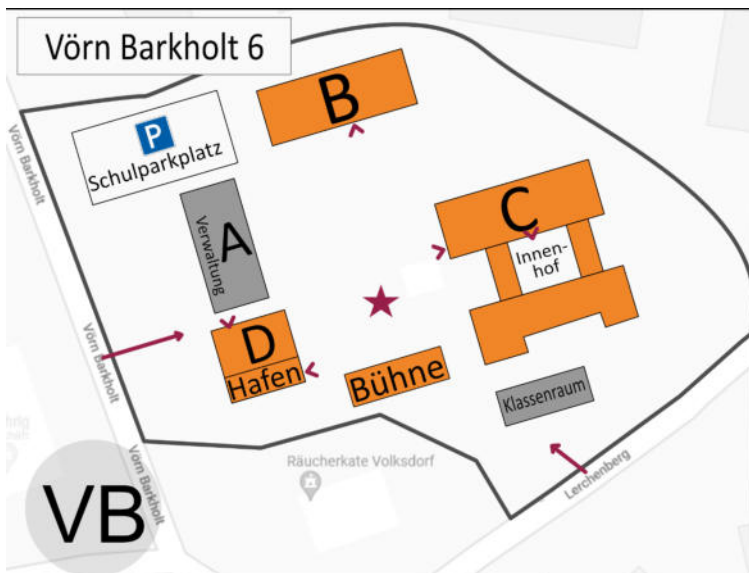 Vörn Barkholt 6
B
P
Schulparkplatz
Vörn Barkholt
C
A
Verwaltung
Innen-
hof
D
Hafen
Bühne
Klassenraum
Vörn Barkholt
Räucherkate Volksdorf
Lerchenberg
Vörn Barkholt
VB